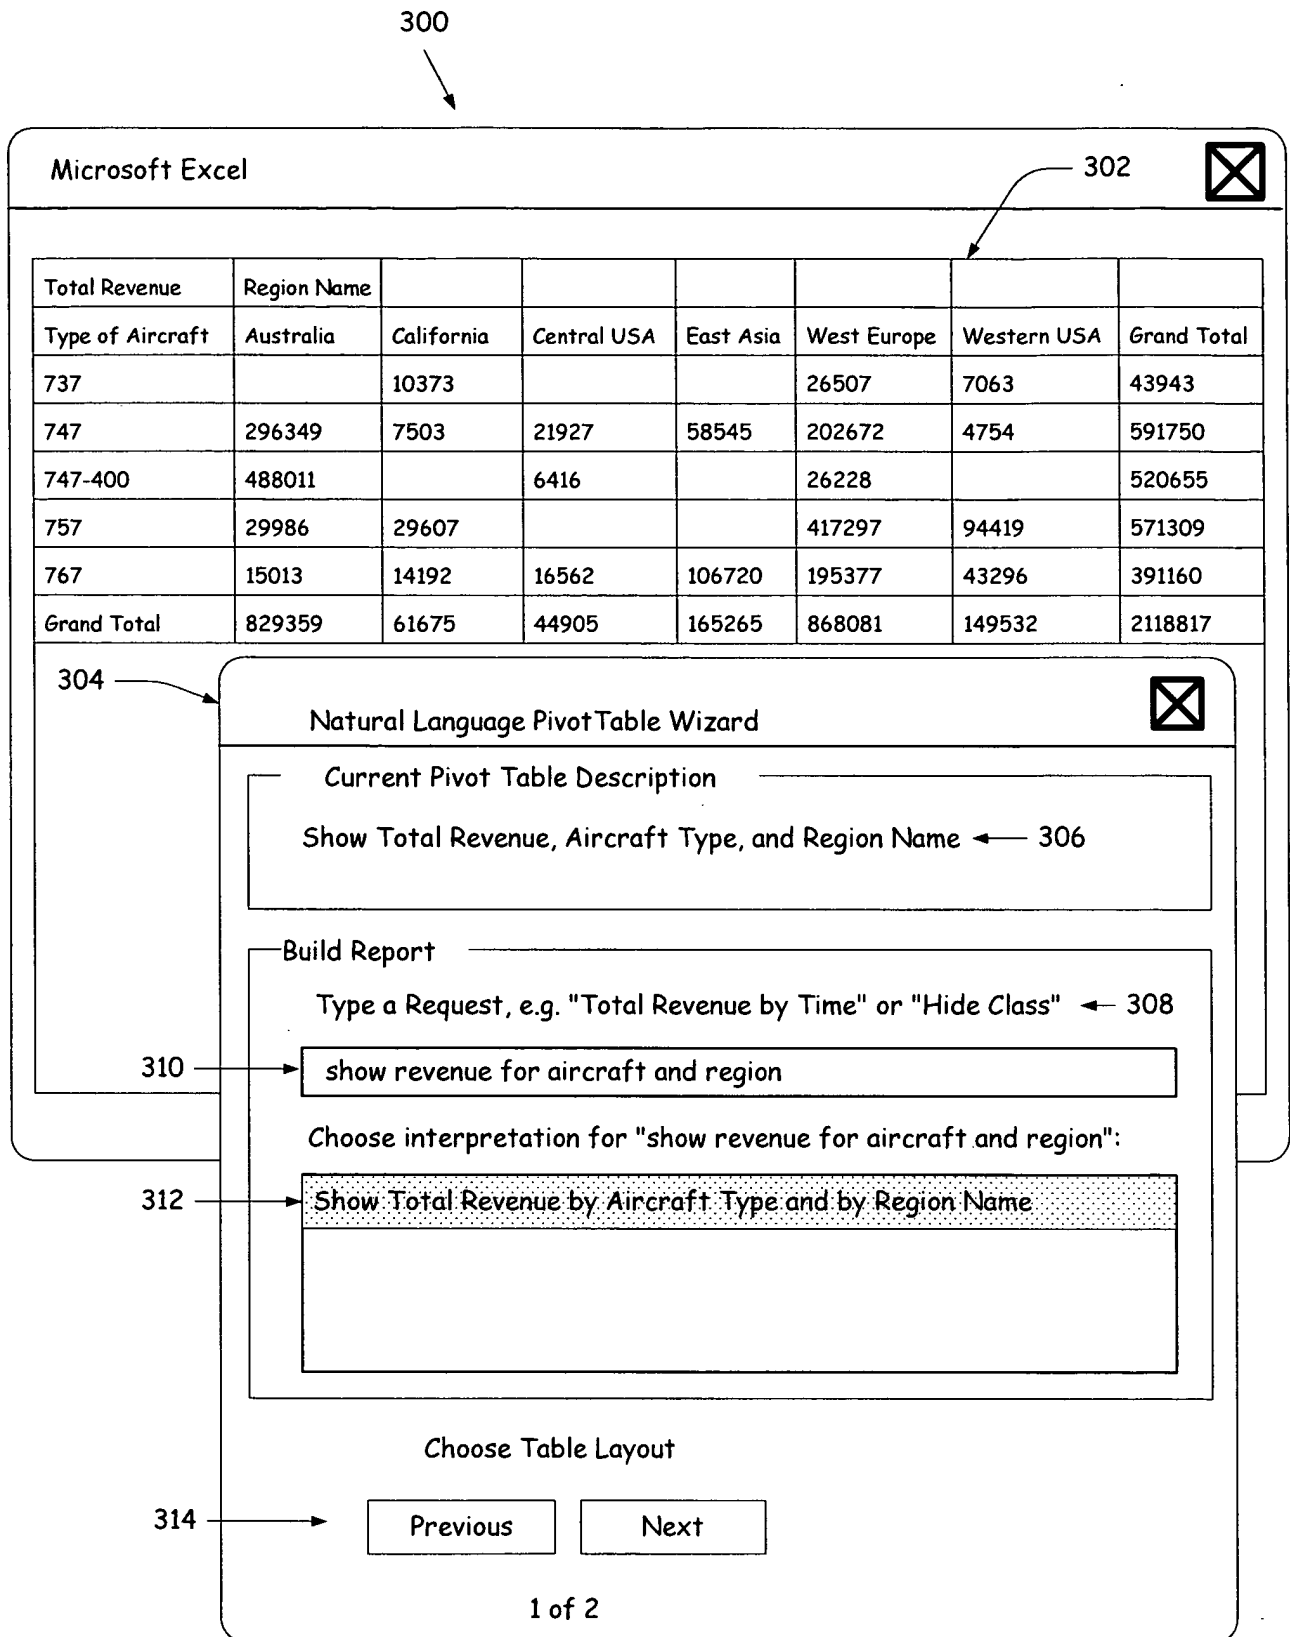 300
Microsoft Excel
302
Total Revenue Region Name
Type of Aircraft Australia California Central USA East Asia West Europe Western USA Grand Total
737 10373 26507 7063 43943
747 296349 7503 21927 58545 202672 4754 591750
747-400 488011 6416 26228 520655
757 29986 29607 417297 94419 571309
767 15013 14192 16562 106720 195377 43296 391160
Grand Total 829359 61675 44905 165265 868081 149532 2118817
304
Natural Language PivotTable Wizard
Current Pivot Table Description
Show Total Revenue, Aircraft Type, and Region Name 306
Build Report
Type a Request, e.g. "Total Revenue by Time" or "Hide Class" 308
310 show revenue for aircraft and region
Choose interpretation for "show revenue for aircraft and region":
312 Show Total Revenue by Aircraft Type and by Region Name
Choose Table Layout
314 Previous Next
1 of 2